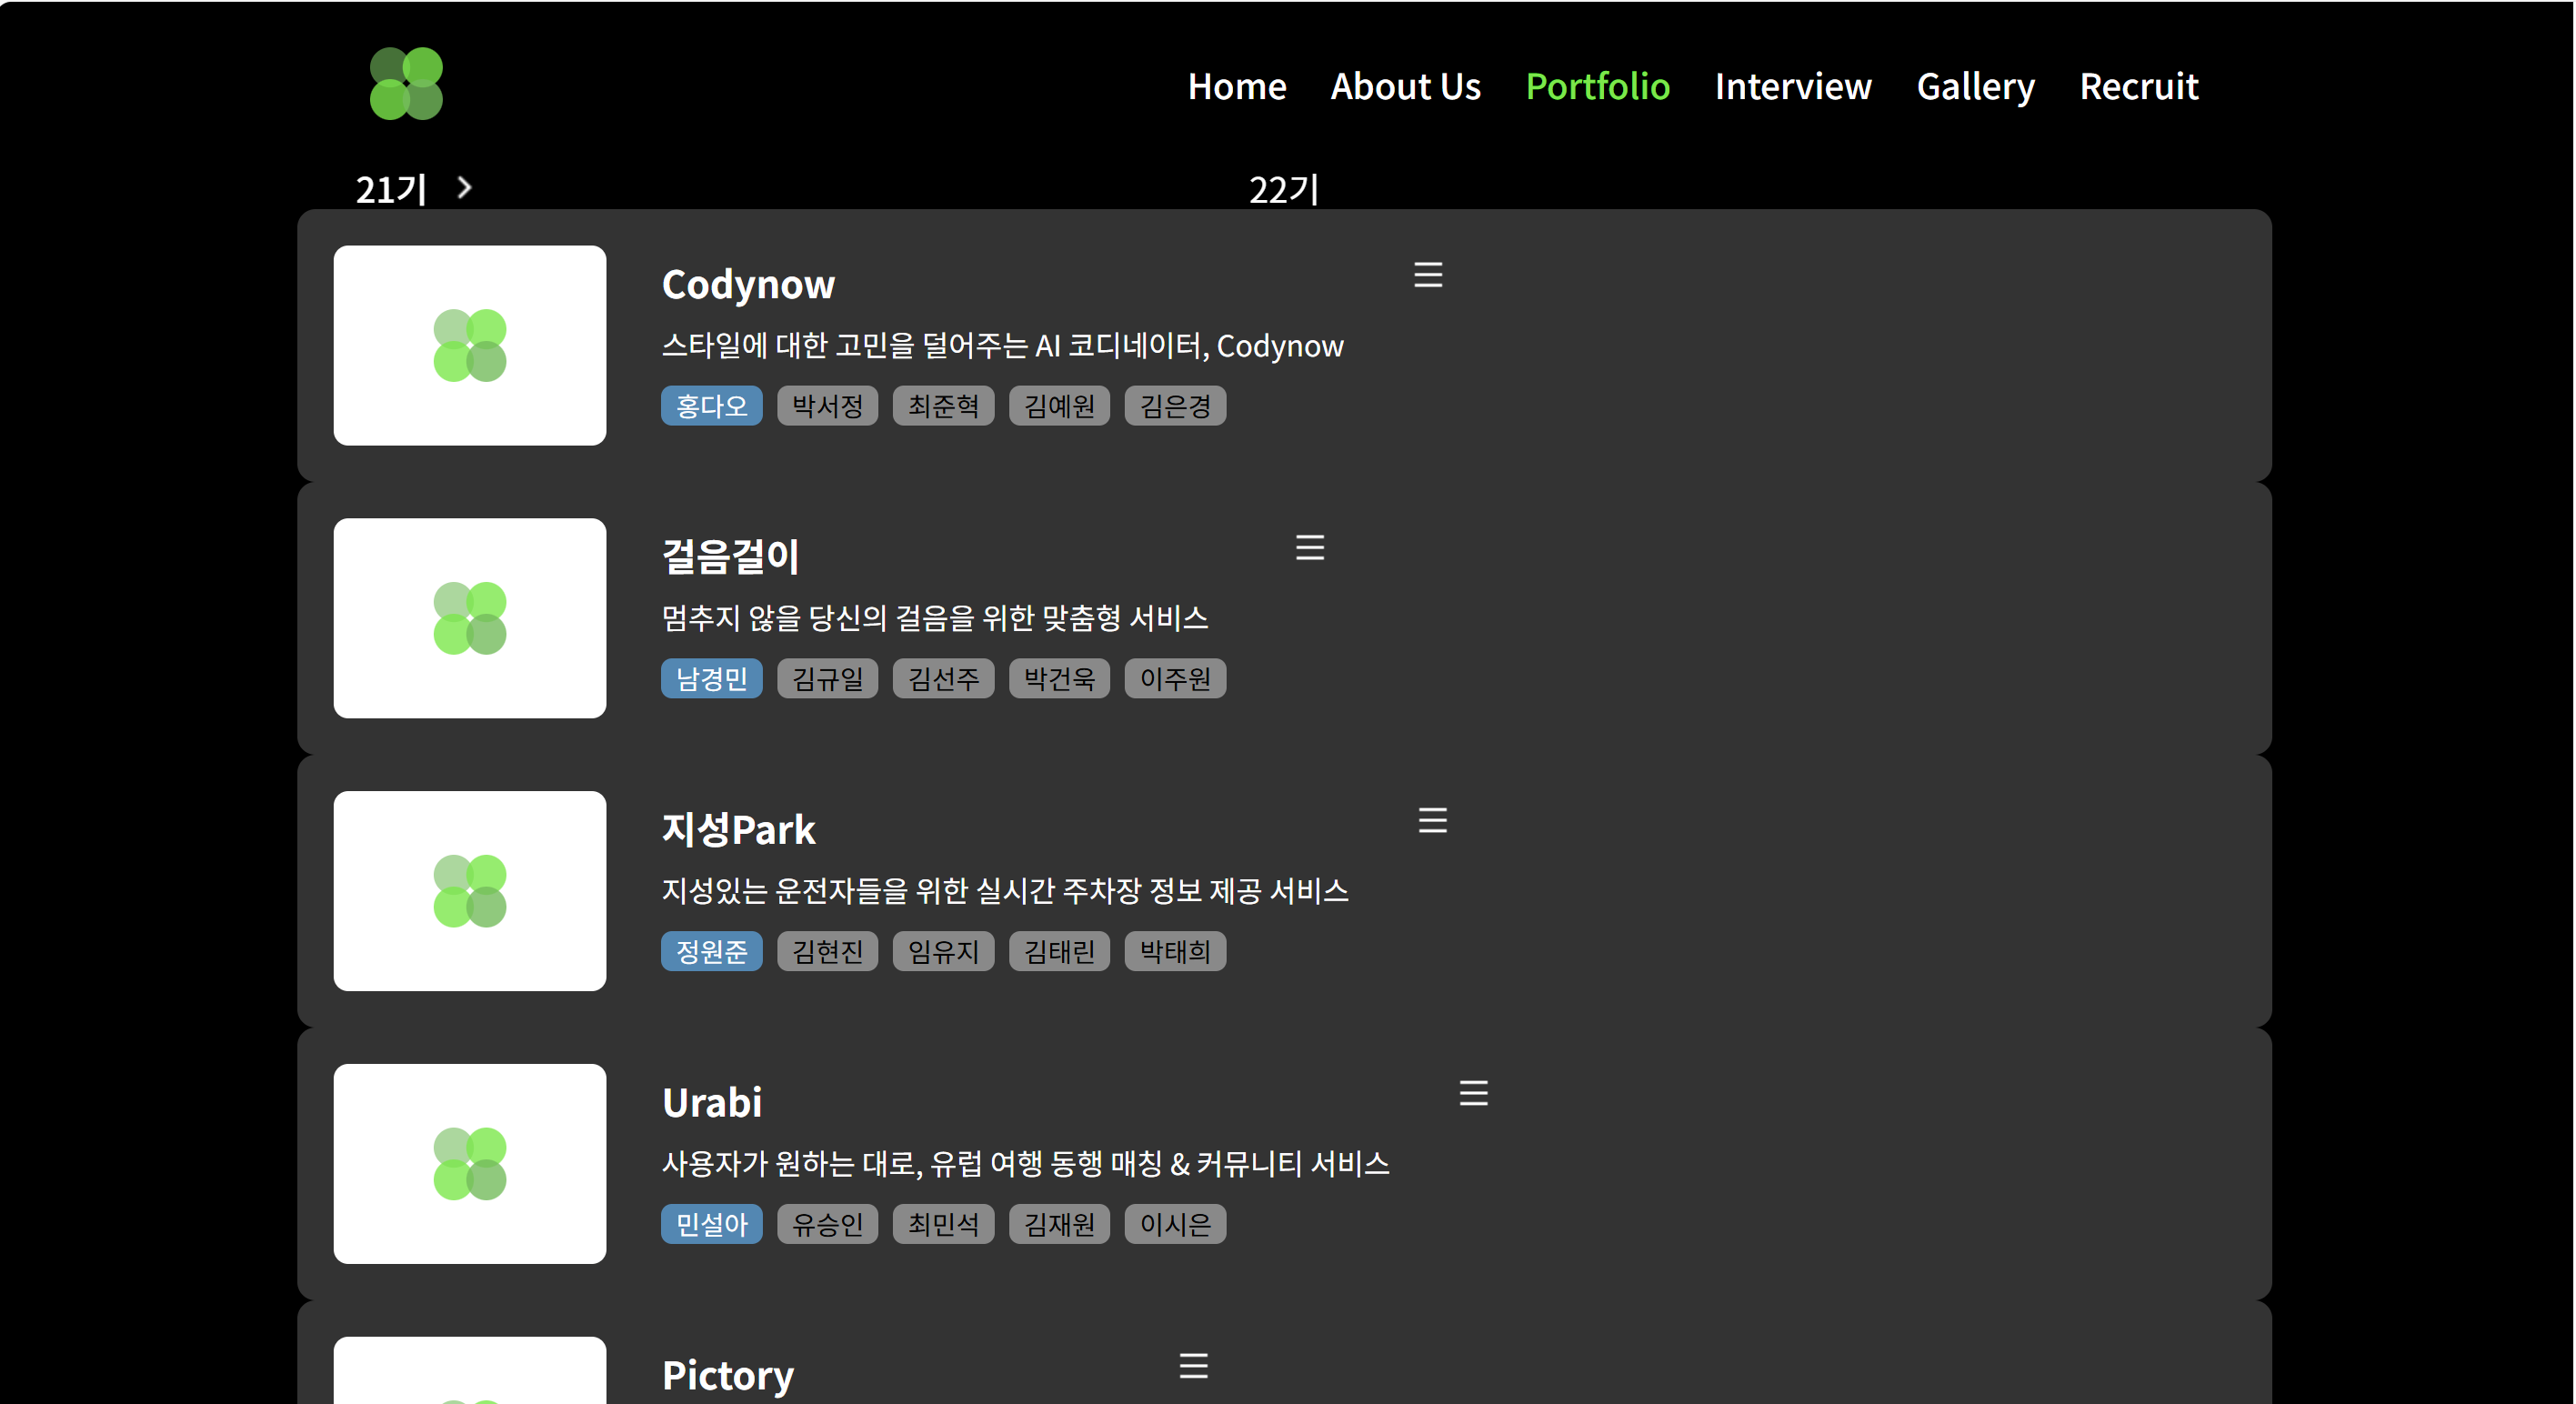 Home About Us Portfolio Interview Gallery Recruit
21기 22기
Codynow
스타일에 대한 고민을 덜어주는 AI 코디네이터, Codynow
홍다오 박서정 최준혁 김예원 김은경
걸음걸이
멈추지 않을 당신의 걸음을 위한 맞춤형 서비스
남경민 김규일 김선주 박건욱 이주원
지성Park
지성있는 운전자들을 위한 실시간 주차장 정보 제공 서비스
정원준 김현진 임유지 김태린 박태희
Urabi
사용자가 원하는 대로, 유럽 여행 동행 매칭 & 커뮤니티 서비스
민설아 유승인 최민석 김재원 이시은
Pictory